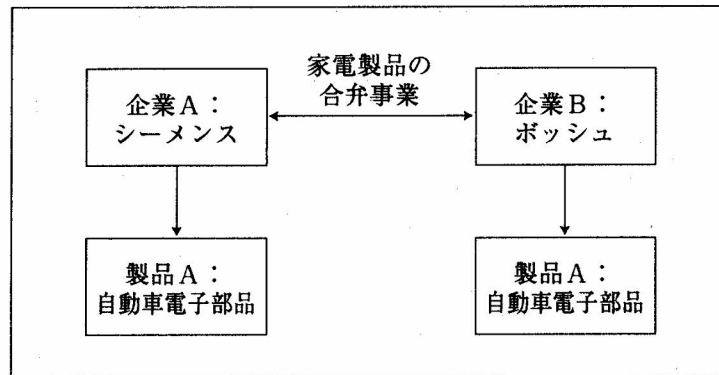 家電製品の
合弁事業
企業A:
シーメンス
企業B:
ボッシュ
製品A:
自動車電子部品
製品A:
自動車電子部品